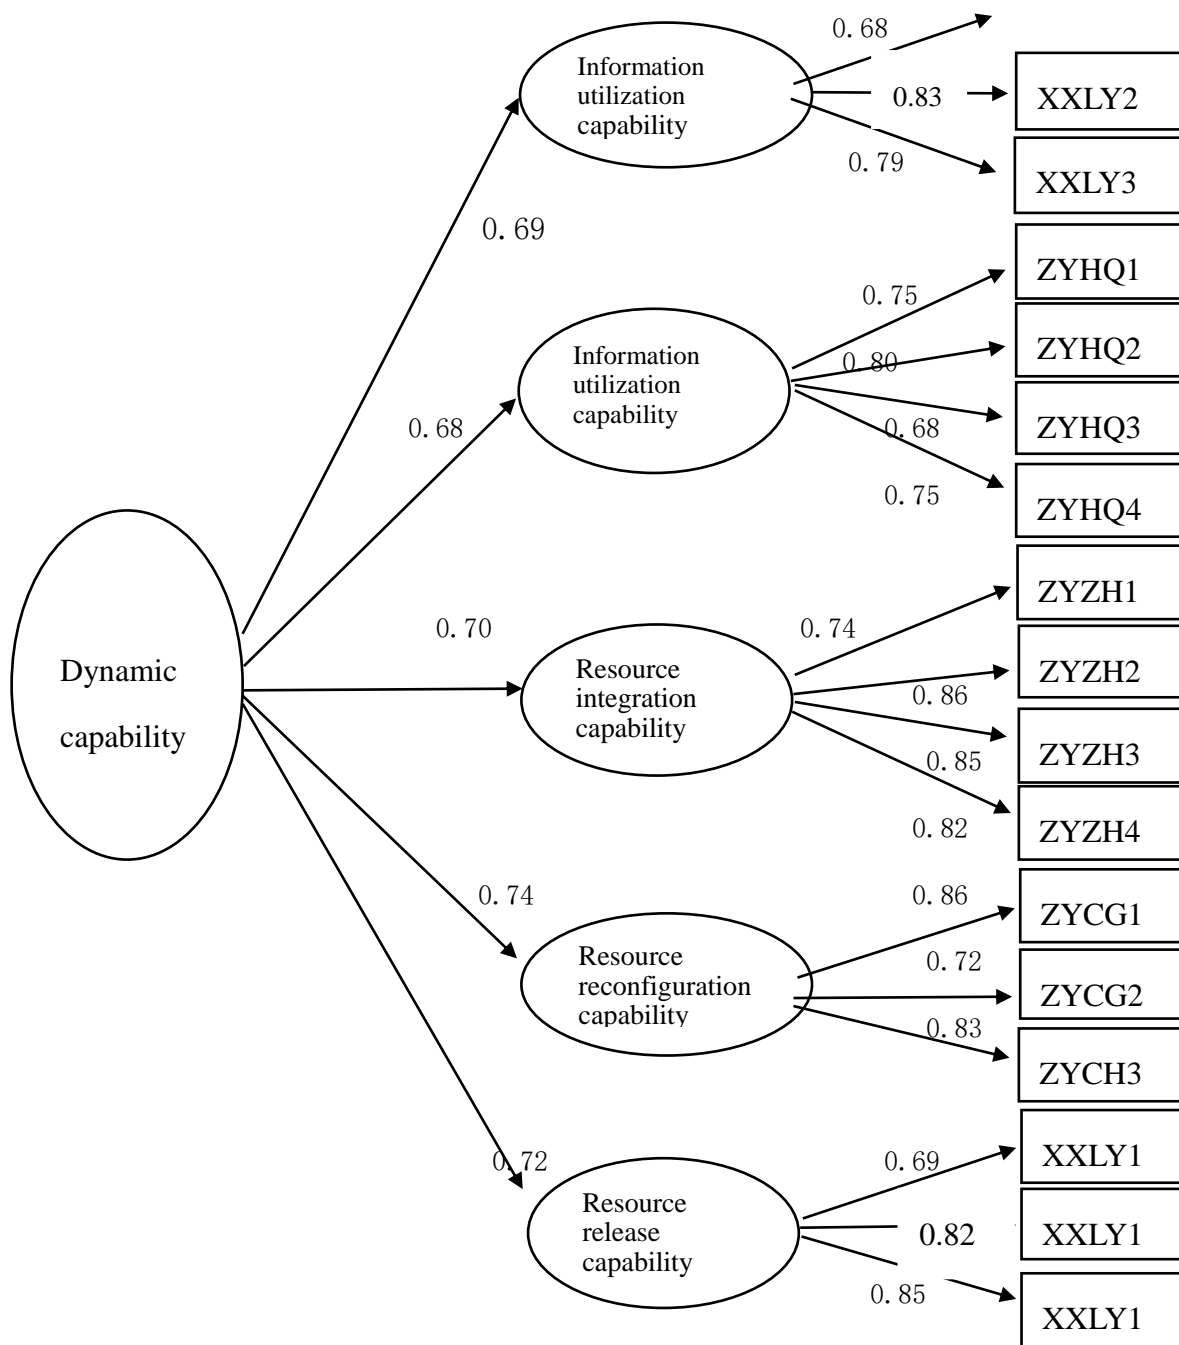 0.68
Information
utilization
capability
0.83
XXLY2
0.79
XXLY3
0.69
ZYHQ1
0.75
Information
utilization
capability
0.80
ZYHQ2
0.68
0.68
ZYHQ3
0.75
ZYHQ4
ZYZH1
0.70
0.74
Dynamic
capability
Resource
integration
capability
ZYZH2
0.86
ZYZH3
0.85
0.82
ZYZH4
0.74
0.86
ZYCG1
Resource
reconfiguration
capability
0.72
ZYCG2
0.83
ZYCH3
0.72
0.69
XXLY1
Resource
release
capability
0.82
XXLY1
0.85
XXLY1